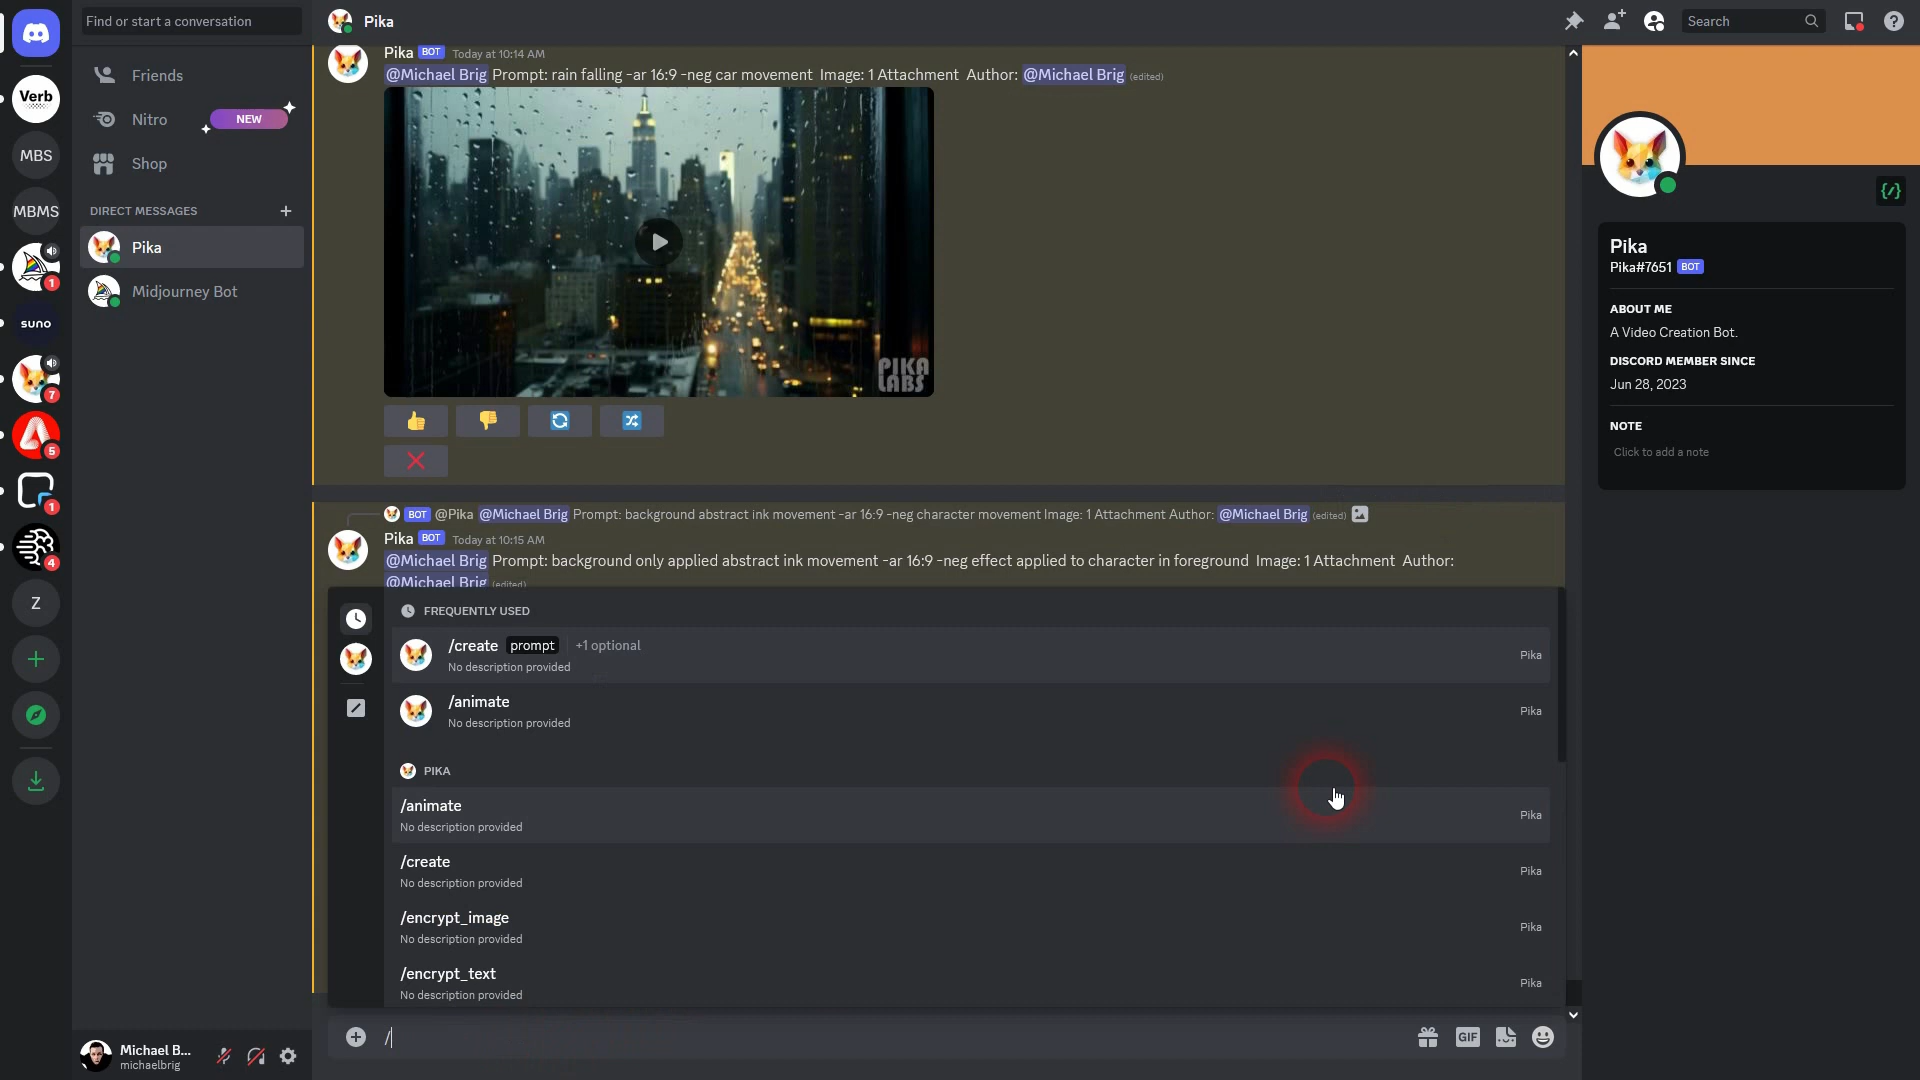 Find or start a conversation
Pika
Search
Verb
MBS
MBMS
1
suno
7
5
1
4
Z
Friends
Nitro
NEW
Shop
DIRECT MESSAGES
Pika
Midjourney Bot
Michael B...
michaelbrig
Pika BOT Today at 10:14 AM
@Michael Brig Prompt: rain falling -ar 16:9 -neg car movement Image: 1 Attachment Author: @Michael Brig (edited)
PIKA
LABS
BOT @Pika @Michael Brig Prompt: background abstract ink movement -ar 16:9 -neg character movement Image: 1 Attachment Author: @Michael Brig (edited)
Pika BOT Today at 10:15 AM
@Michael Brig Prompt: background only applied abstract ink movement -ar 16:9 -neg effect applied to character in foreground Image: 1 Attachment Author:
@Michael Brig (edited)
FREQUENTLY USED
/create prompt +1 optional
No description provided
Pika
/animate
No description provided
Pika
PIKA
/animate
No description provided
Pika
/create
No description provided
Pika
/encrypt_image
No description provided
Pika
/encrypt_text
No description provided
Pika
/
GIF
Pika
Pika#7651 BOT
ABOUT ME
A Video Creation Bot.
DISCORD MEMBER SINCE
Jun 28, 2023
NOTE
Click to add a note